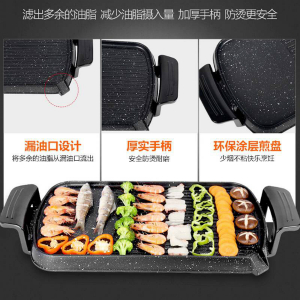 滤出多余的油脂 减少油脂摄入量 加厚手柄 防烫更安全
漏油口设计
将多余的油脂从漏油口流出
厚实手柄
安全防烫耐磨
环保涂层煎盘
少烟不粘快乐烹饪